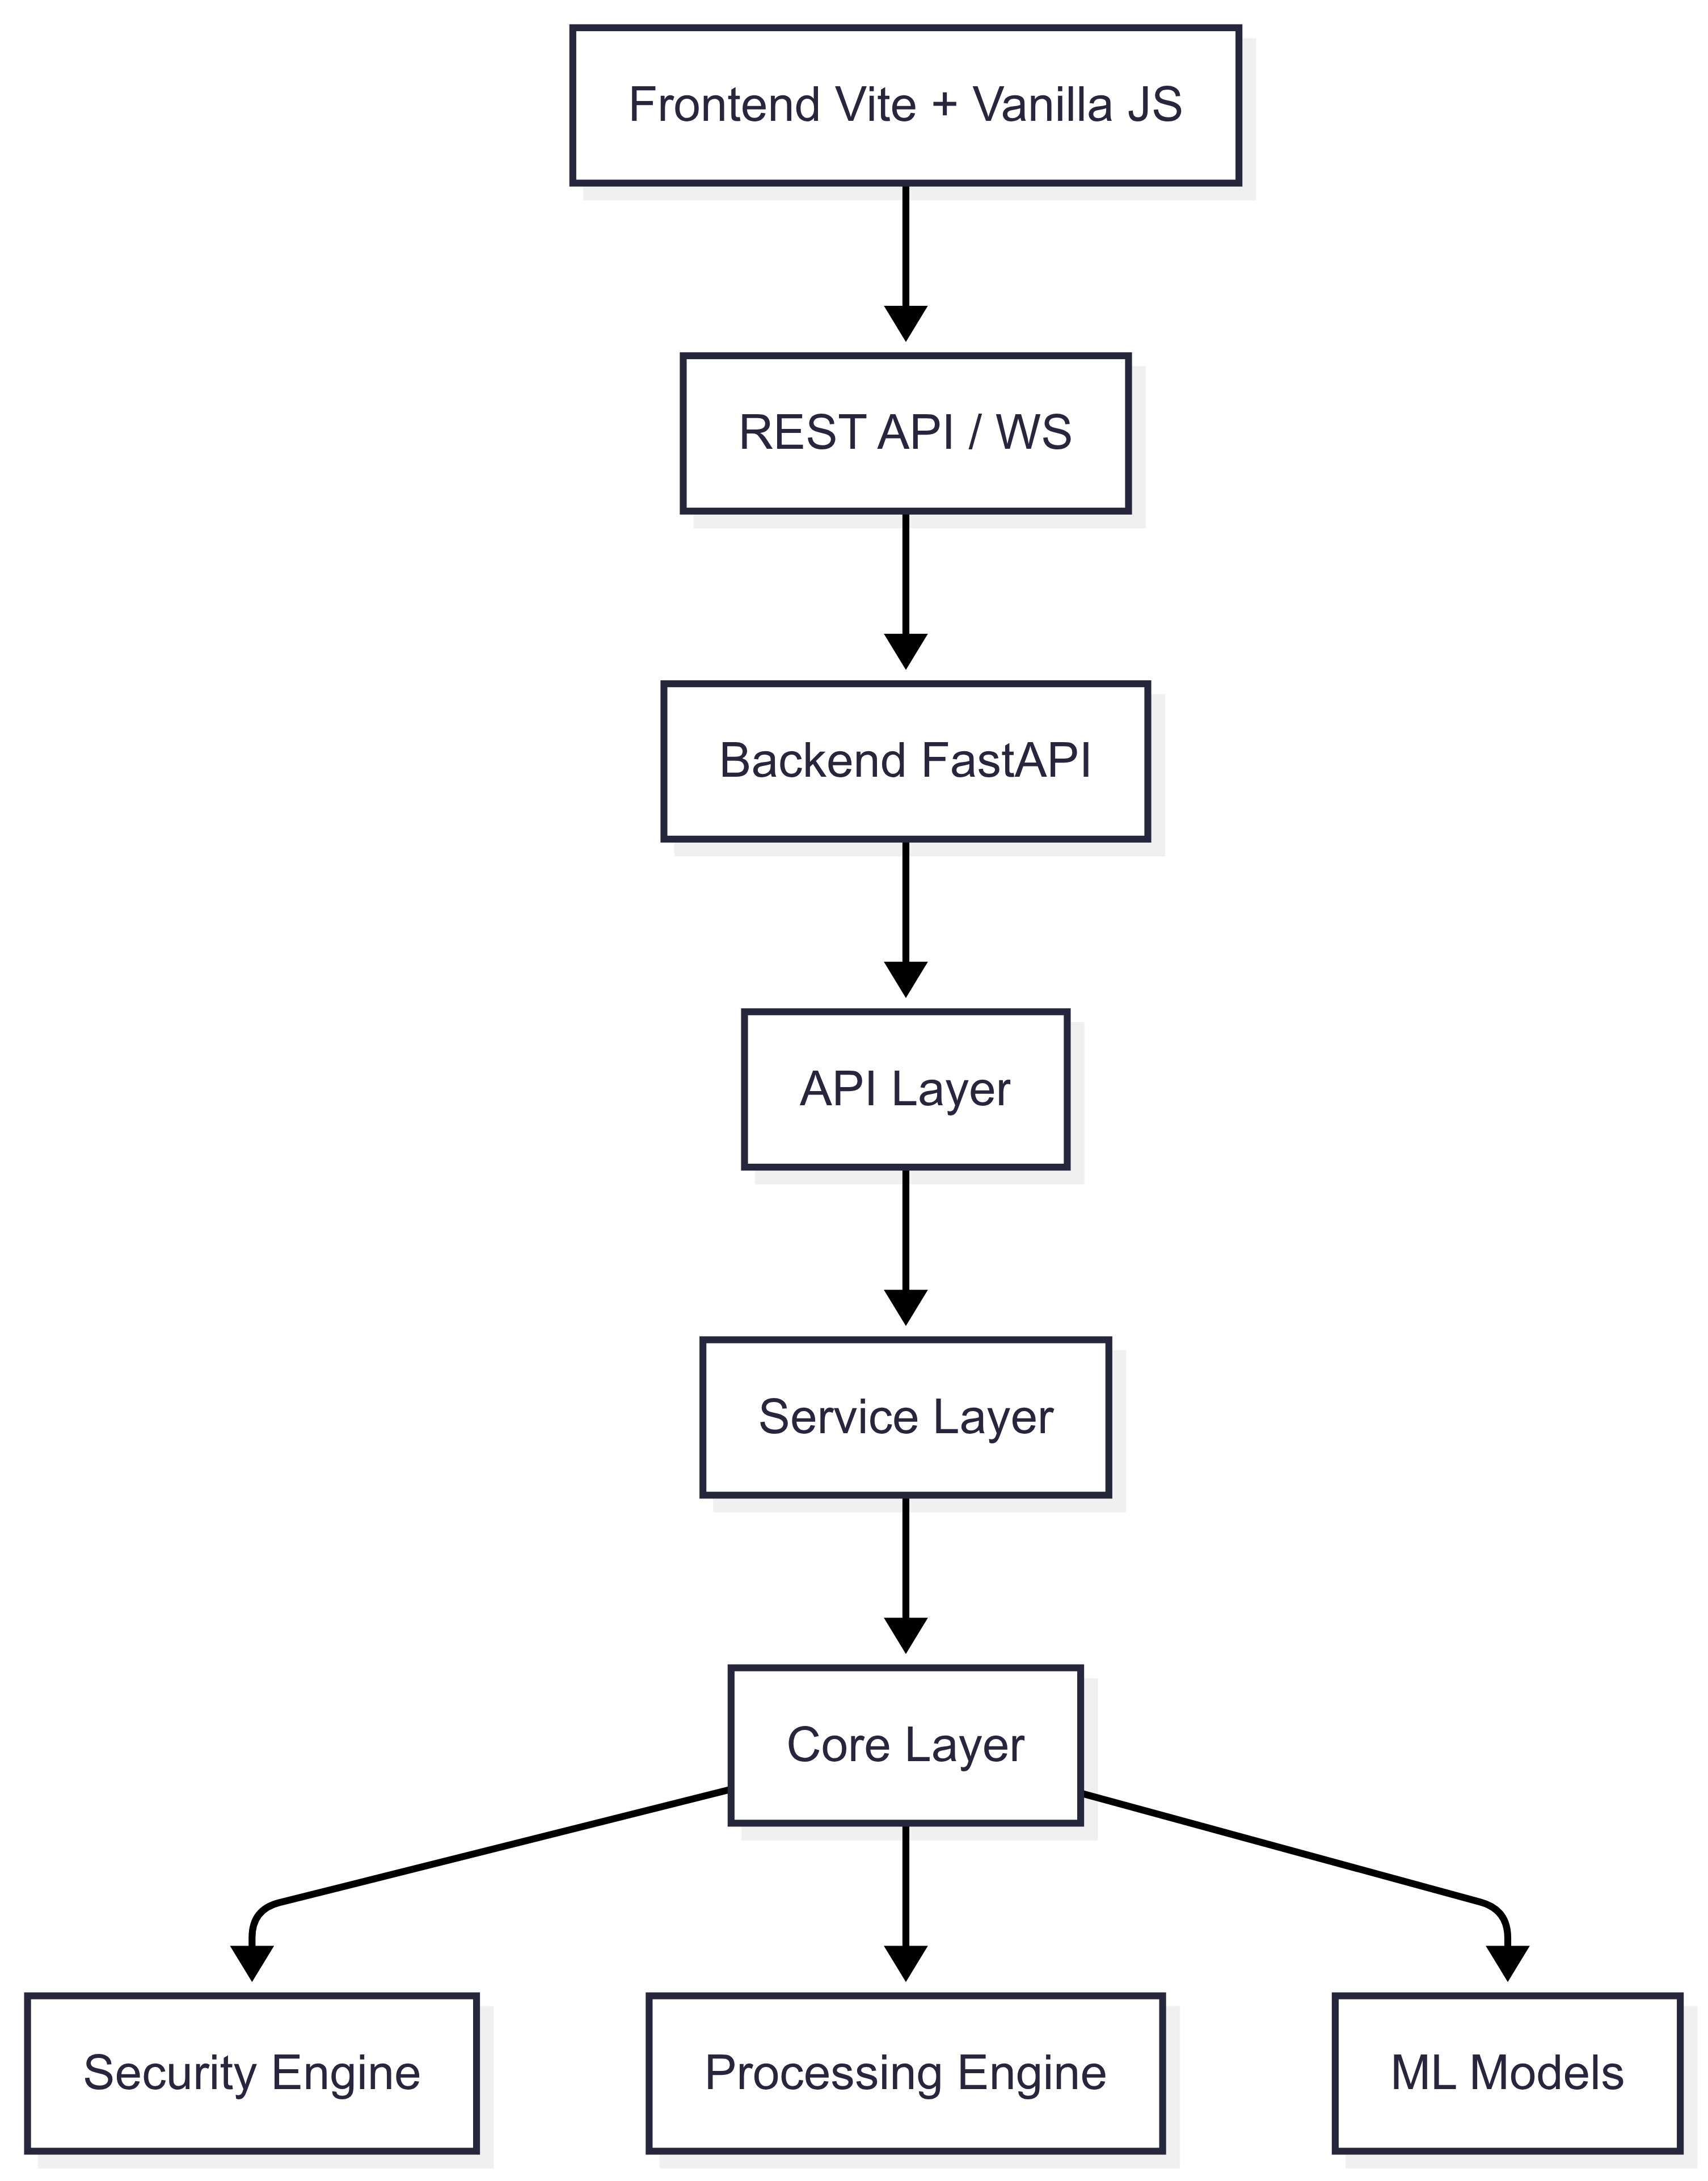 Frontend Vite + Vanilla JS
REST API / WS
Backend FastAPI
API Layer
Service Layer
Core Layer
Security Engine
Processing Engine
ML Models